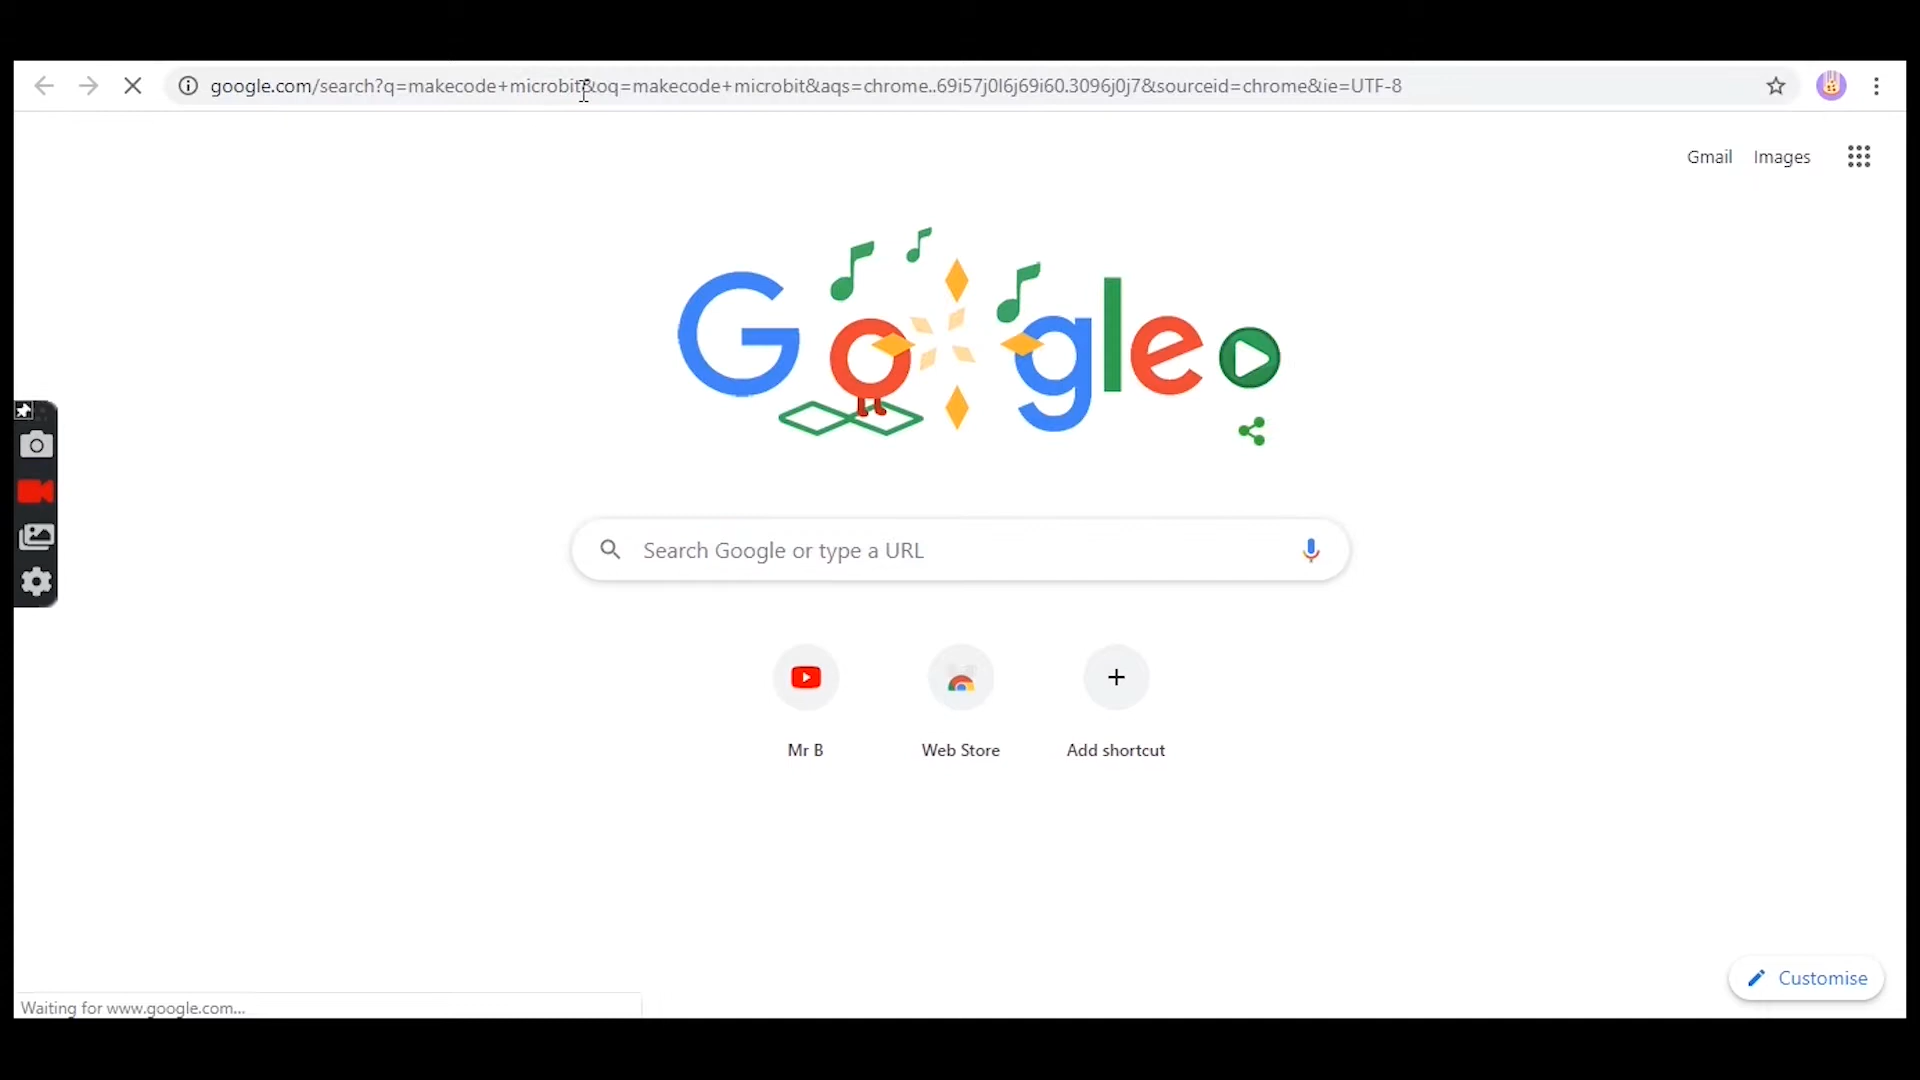 google.com/search?q=makecode+microbit&oq=makecode+microbit&aqs=chrome..69i57j0l6j69i60.3096j0j7&sourceid=chrome&ie=UTF-8
Gmail Images
Google
Search Google or type a URL
Mr B Web Store Add shortcut
Customise
Waiting for www.google.com...